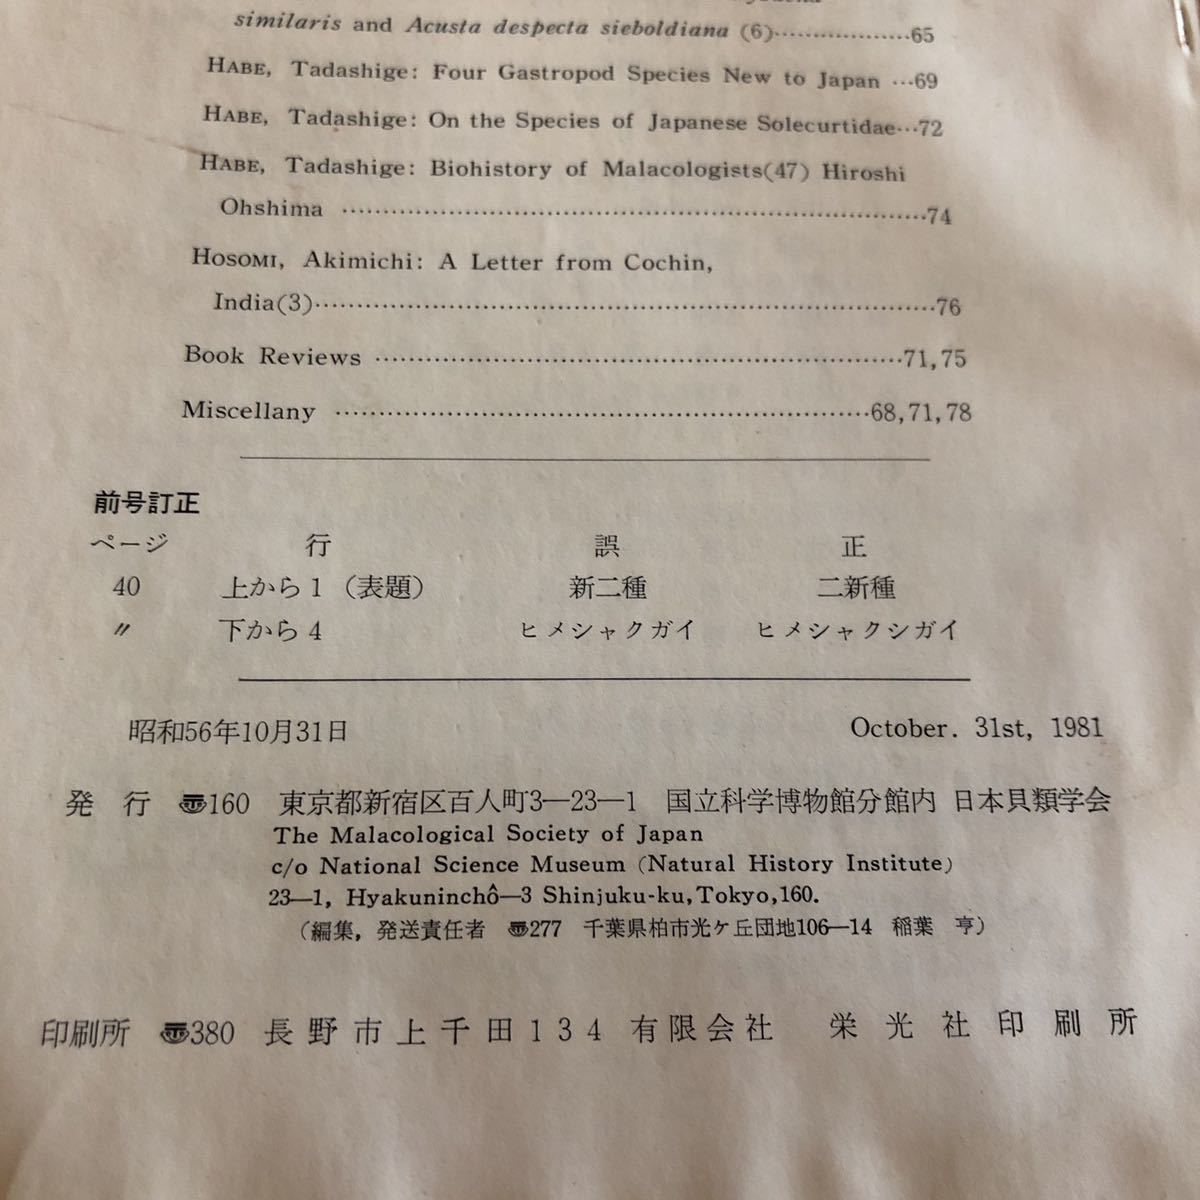 similaris and Acusta despecta sieboldiana (6)··················65
HABE, Tadashige: Four Gastropod Species New to Japan ···69
HABE, Tadashige: On the Species of Japanese Solecurtidae···72
HABE, Tadashige: Biohistory of Malacologists(47) Hiroshi
Ohshima ········································································74
HOSOMI, Akimichi: A Letter from Cochin,
India(3)············································································76
Book Reviews ································································71,75
Miscellany ································································68,71,78
前号訂正
ページ 行 誤 正
40 上から1(表題) 新二種 二新種
〃 下から4 ヒメシャクガイ ヒメシャクシガイ
昭和56年10月31日 October. 31st, 1981
発行 〠160 東京都新宿区百人町3―23―1 国立科学博物館分館内 日本貝類学会
The Malacological Society of Japan
c/o National Science Museum (Natural History Institute)
23―1, Hyakuninchô―3 Shinjuku-ku,Tokyo,160.
(編集,発送責任者 〠277 千葉県柏市光ケ丘団地106―14 稲葉 亨)
印刷所 〠380 長野市上千田134 有限会社 栄光社印刷所